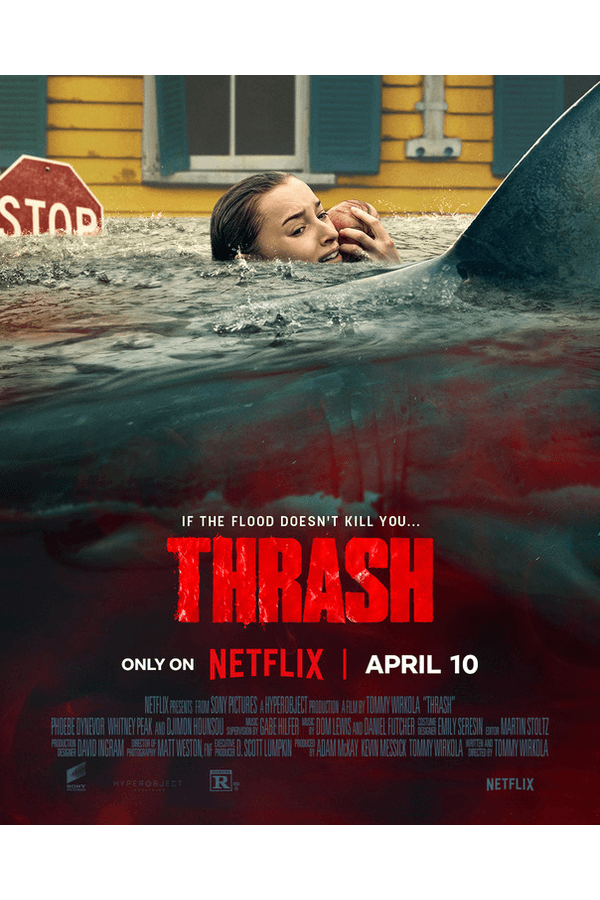 STOP
IF THE FLOOD DOESN'T KILL YOU...
THRASH
ONLY ON NETFLIX | APRIL 10
NETFLIX PRESENTS FROM SONY PICTURES A HYPEROBJECT PRODUCTION A FILM BY TOMMY WIRKOLA "THRASH"
PHOEBE DYNEVOR WHITNEY PEAK AND DJIMON HOUNSOU MUSIC SUPERVISION BY GABE HILFER MUSIC BY DOM LEWIS AND DANIEL FUTCHER COSTUME DESIGNER EMILY SERESIN EDITOR MARTIN STOLTZ
PRODUCTION DESIGNER DAVID INGRAM DIRECTOR OF PHOTOGRAPHY MATT WESTON, FNF EXECUTIVE PRODUCER D. SCOTT LUMPKIN PRODUCED BY ADAM McKAY KEVIN MESSICK TOMMY WIRKOLA WRITTEN AND DIRECTED BY TOMMY WIRKOLA
SONY HYPEROBJECT R NETFLIX